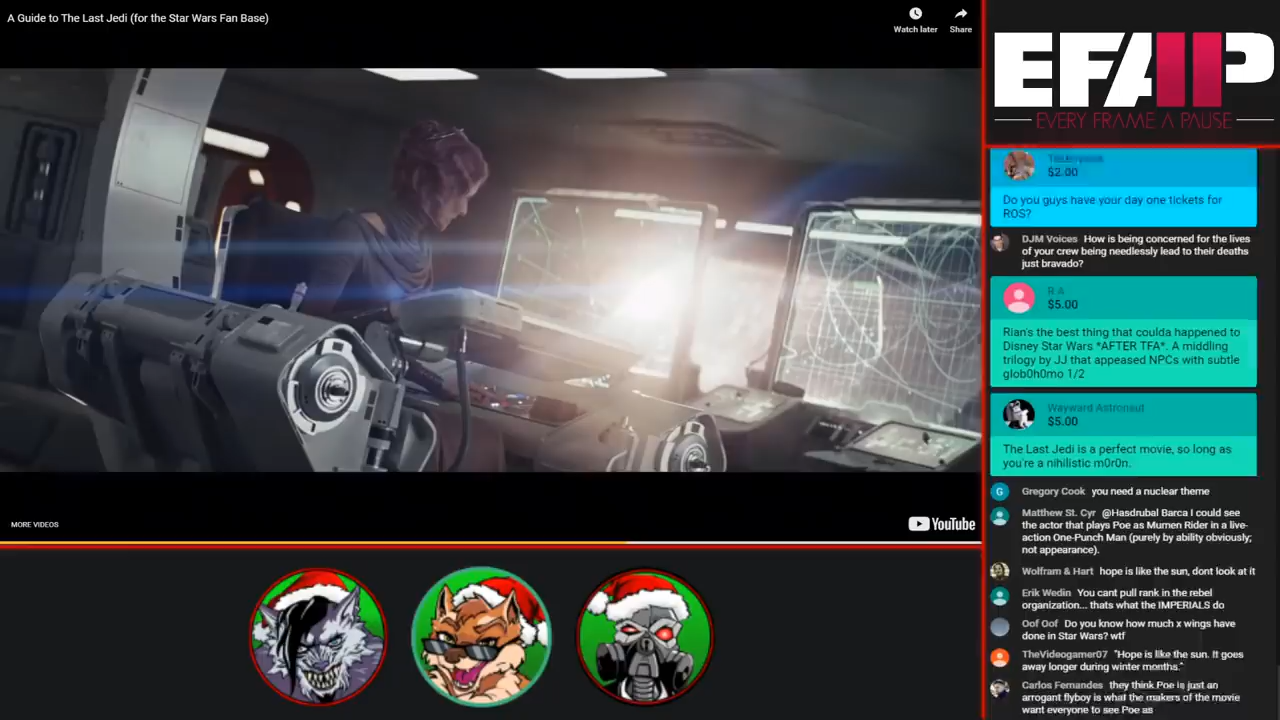 A Guide to The Last Jedi (for the Star Wars Fan Base)
Watch later
Share
MORE VIDEOS
YouTube
EFAP
EVERY FRAME A PAUSE
$2.00
Do you guys have your day one tickets for
ROS?
DJM Voices How is being concerned for the lives
of your crew being needlessly lead to their deaths
just bravado?
R A
$5.00
Rian's the best thing that coulda happened to
Disney Star Wars *AFTER TFA*. A middling
trilogy by JJ that appeased NPCs with subtle
glob0h0mo 1/2
Wayward Astronaut
$5.00
The Last Jedi is a perfect movie, so long as
you're a nihilistic m0r0n.
G
Gregory Cook you need a nuclear theme
Matthew St. Cyr @Hasdrubal Barca I could see
the actor that plays Poe as Mumen Rider in a live-
action One-Punch Man (purely by ability obviously;
not appearance).
Wolfram & Hart hope is like the sun, dont look at it
Erik Wedin You cant pull rank in the rebel
organization... thats what the IMPERIALS do
Oof Oof Do you know how much x wings have
done in Star Wars? wtf
TheVideogamer07 "Hope is like the sun. It goes
away longer during winter months."
Carlos Fernandes they think Poe is just an
arrogant flyboy is what the makers of the movie
want everyone to see Poe as